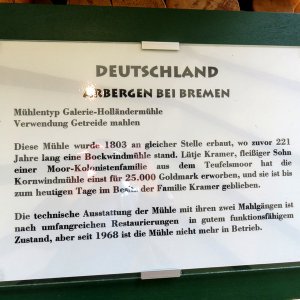 DEUTSCHLAND
ARBERGEN BEI BREMEN
Mühlentyp Galerie-Holländermühle
Verwendung Getreide mahlen
Diese Mühle wurde 1803 an gleicher Stelle erbaut, wo zuvor 221
Jahre lang eine Bockwindmühle stand. Lütje Kramer, fleißiger Sohn
einer Moor-Kolonistenfamilie aus dem Teufelsmoor hat die
Kornwindmühle einst für 25.000 Goldmark erworben, und sie ist bis
zum heutigen Tage im Besitz der Familie Kramer geblieben.
Die technische Ausstattung der Mühle mit ihren zwei Mahlgängen ist
nach umfangreichen Restaurierungen in gutem funktionsfähigem
Zustand, aber seit 1968 ist die Mühle nicht mehr in Betrieb.